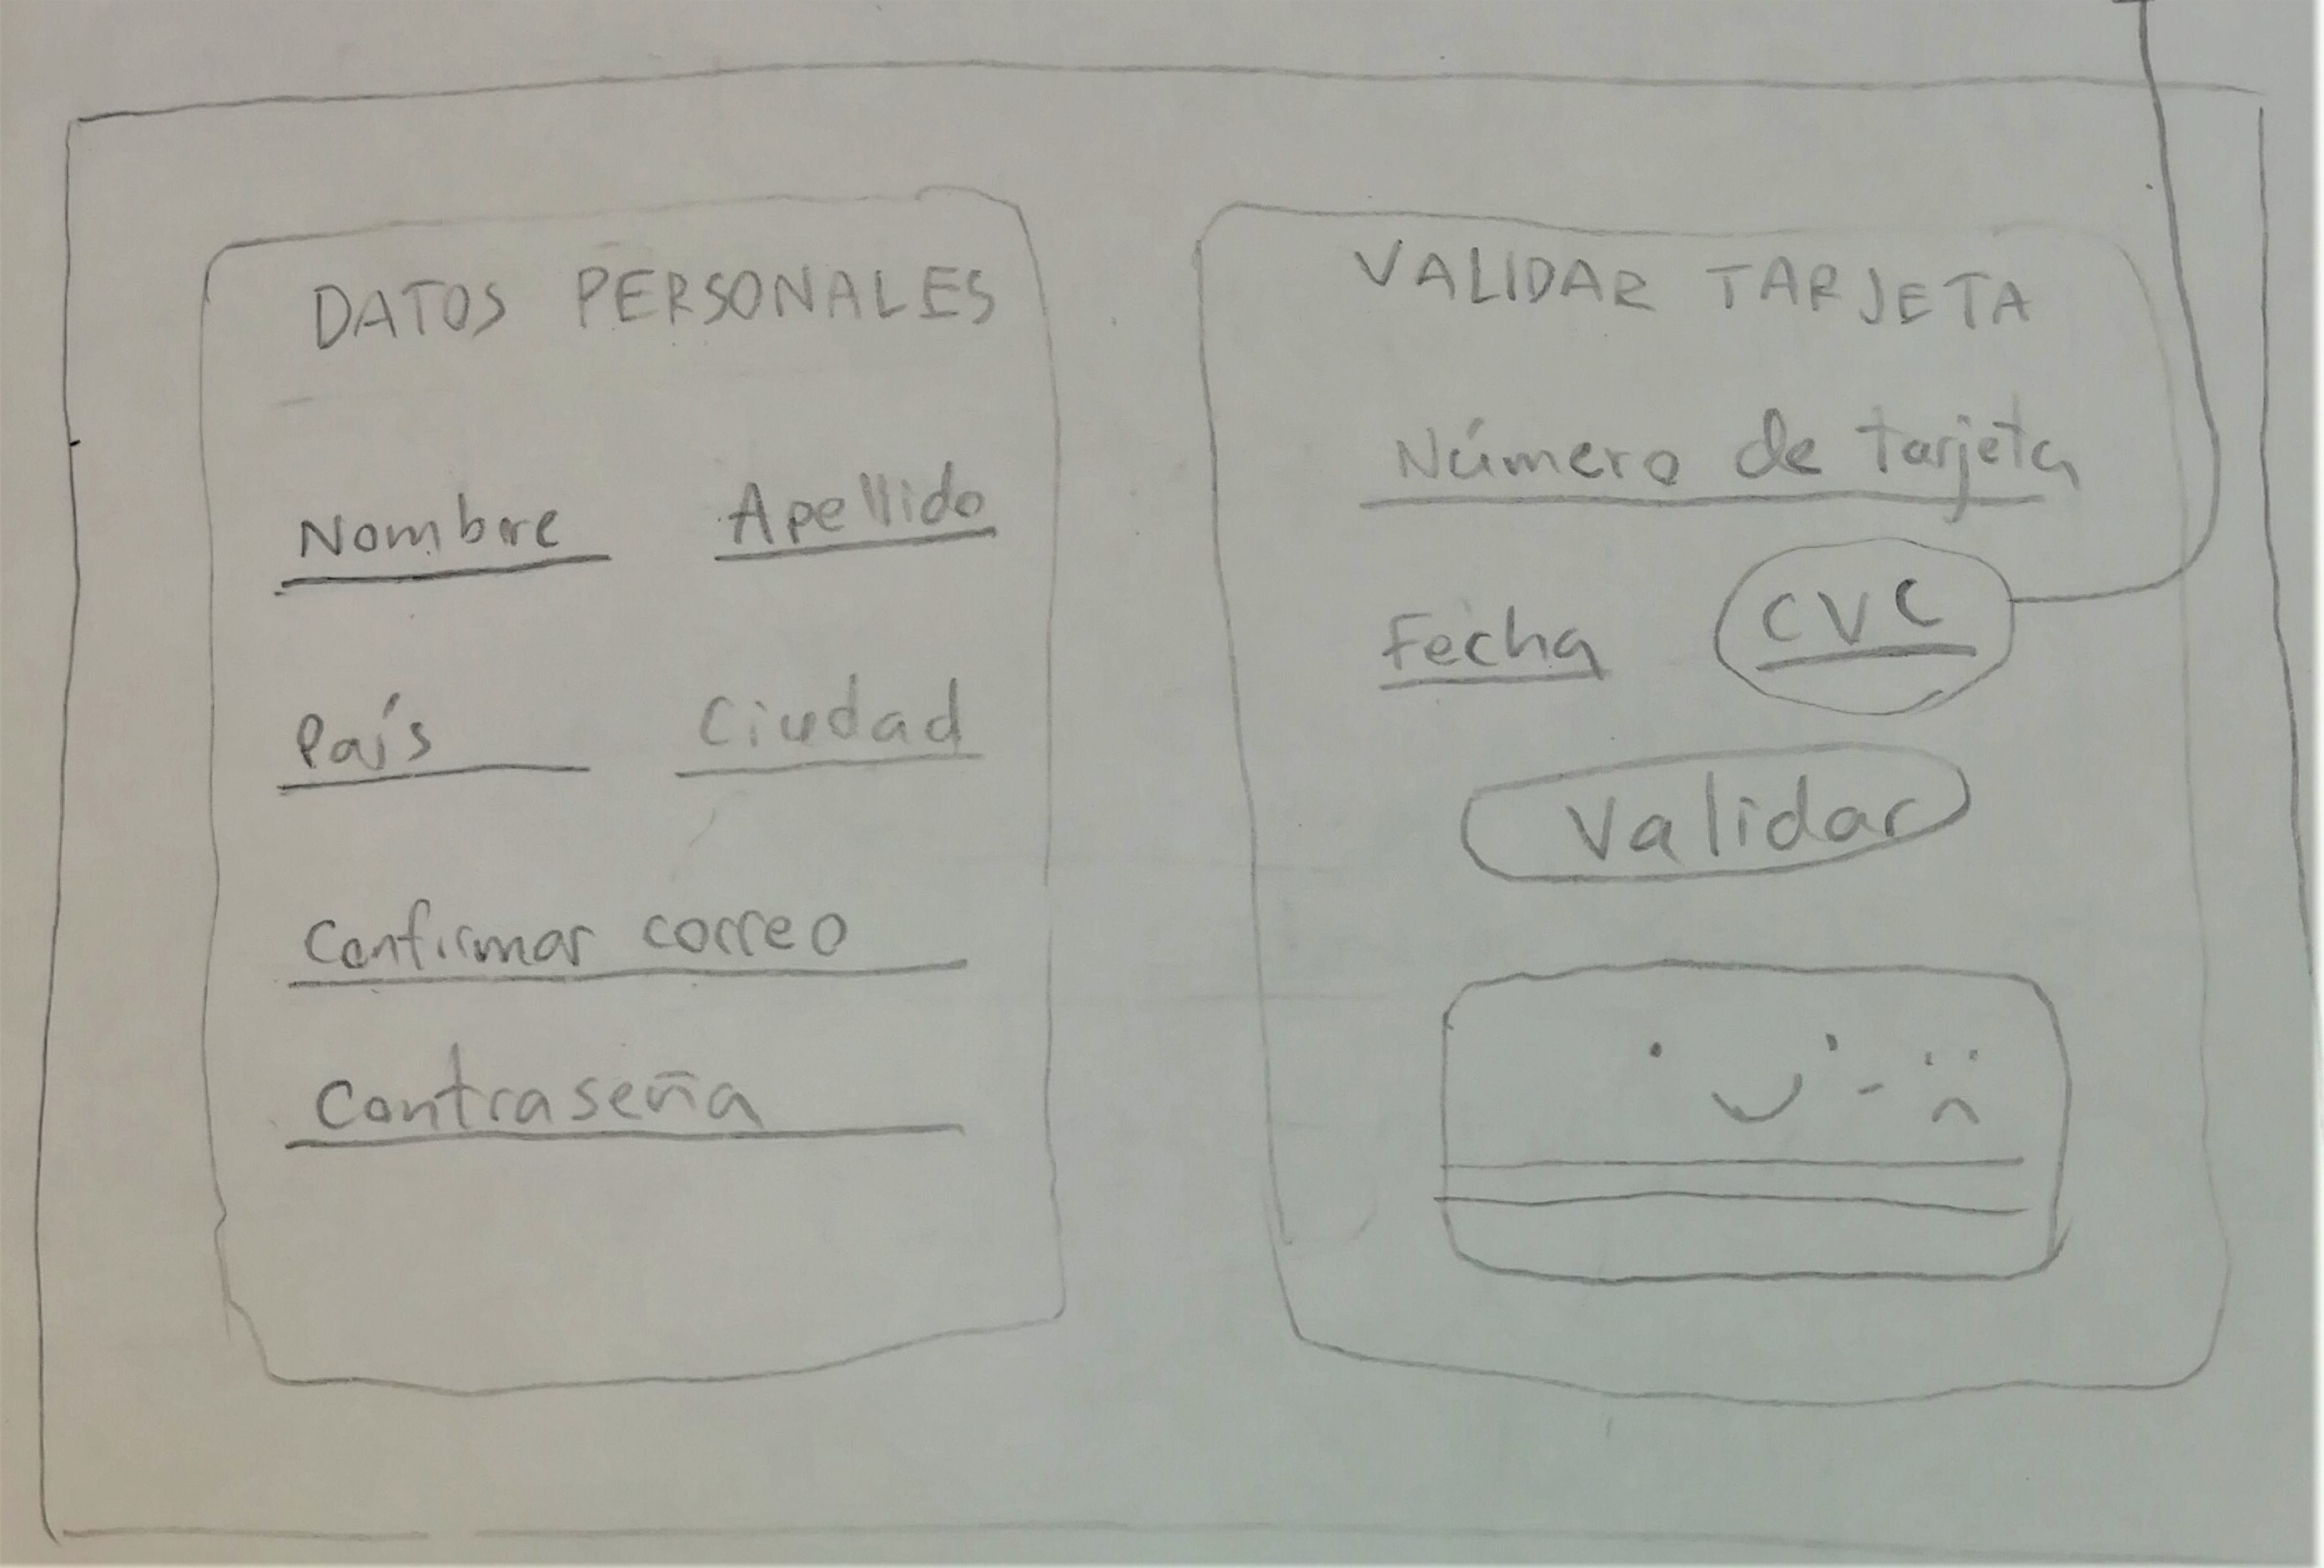 DATOS PERSONALES
Nombre Apellido
País Ciudad
Confirmar correo
Contraseña
VALIDAR TARJETA
Número de tarjeta
Fecha CVC
Validar